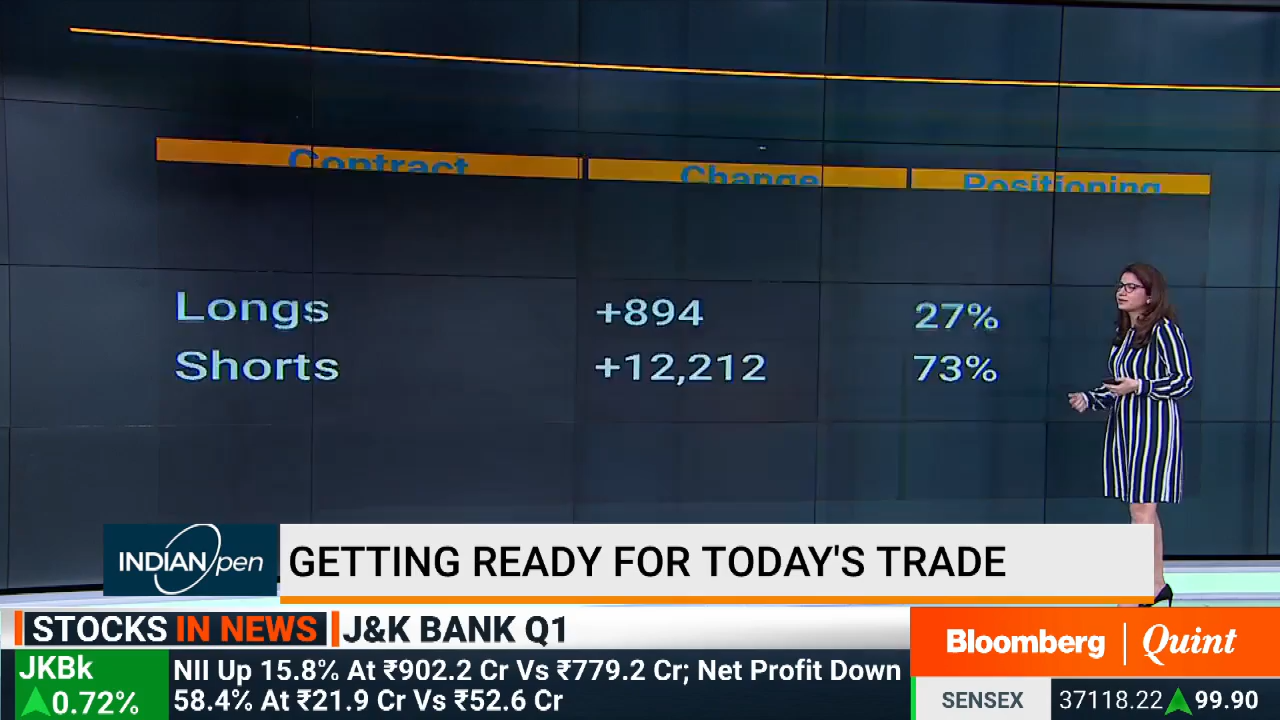 Contract Change Positioning
Longs +894 27%
Shorts +12,212 73%
INDIAN Open GETTING READY FOR TODAY'S TRADE
STOCKS IN NEWS J&K BANK Q1
Bloomberg Quint
JKBk NII Up 15.8% At ₹902.2 Cr Vs ₹779.2 Cr; Net Profit Down
0.72% 58.4% At ₹21.9 Cr Vs ₹52.6 Cr
SENSEX 37118.22 99.90